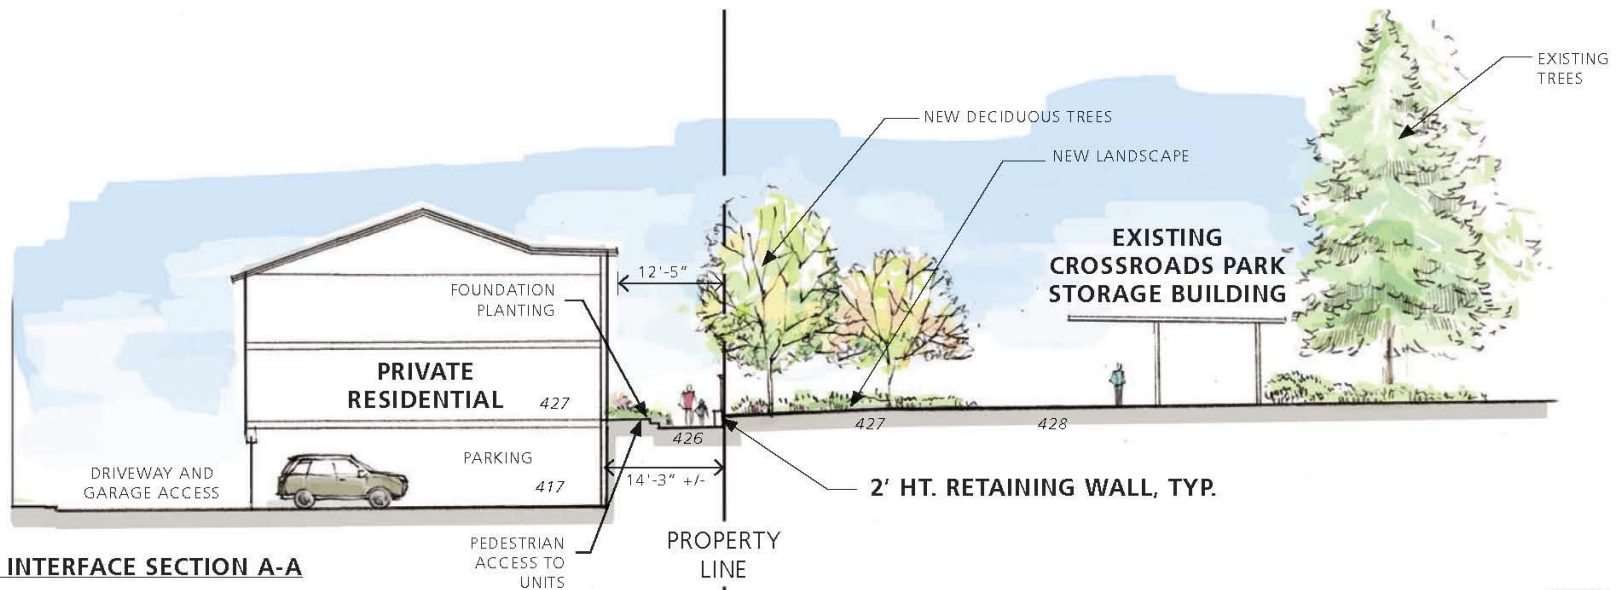 EXISTING
TREES
NEW DECIDUOUS TREES
NEW LANDSCAPE
EXISTING
CROSSROADS PARK
STORAGE BUILDING
12'-5"
FOUNDATION
PLANTING
PRIVATE
RESIDENTIAL
427
426
427
428
DRIVEWAY AND
GARAGE ACCESS
PARKING
417
14'-3" +/-
2' HT. RETAINING WALL, TYP.
PEDESTRIAN
ACCESS TO
UNITS
PROPERTY
LINE
INTERFACE SECTION A-A